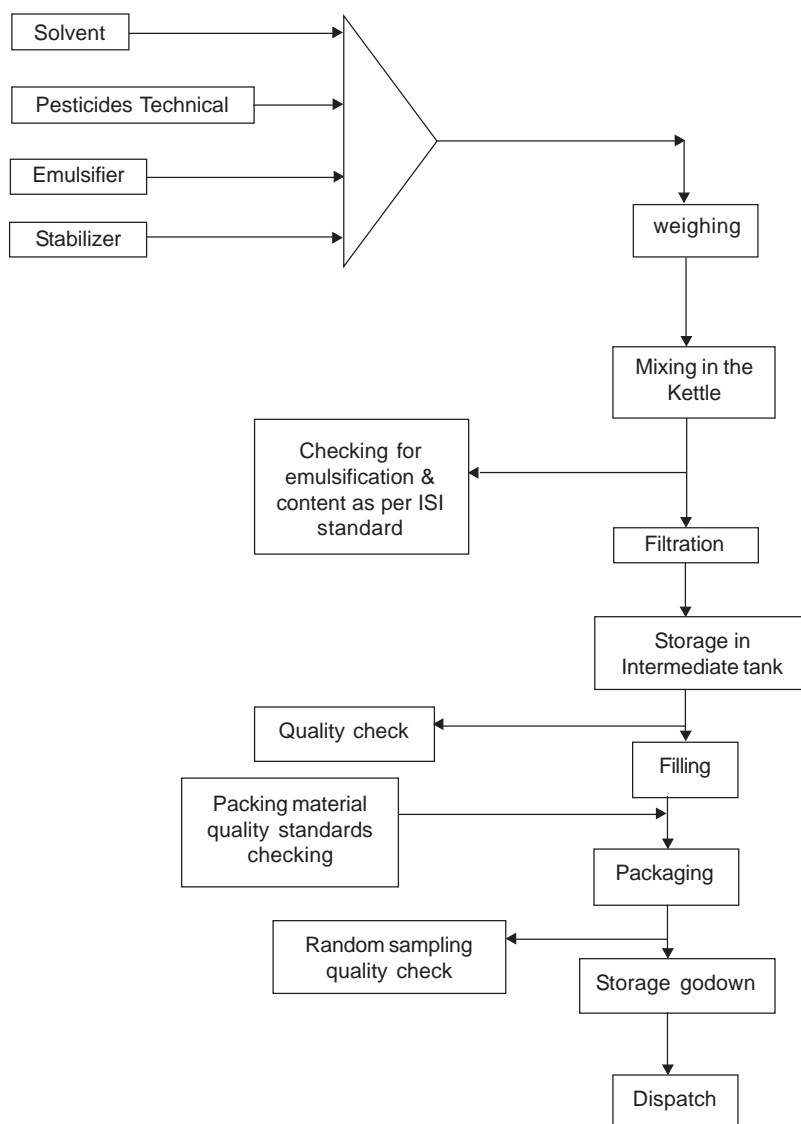 Solvent
Pesticides Technical
Emulsifier
Stabilizer
weighing
Mixing in the
Kettle
Checking for
emulsification &
content as per ISI
standard
Filtration
Storage in
Intermediate tank
Quality check
Filling
Packing material
quality standards
checking
Packaging
Random sampling
quality check
Storage godown
Dispatch